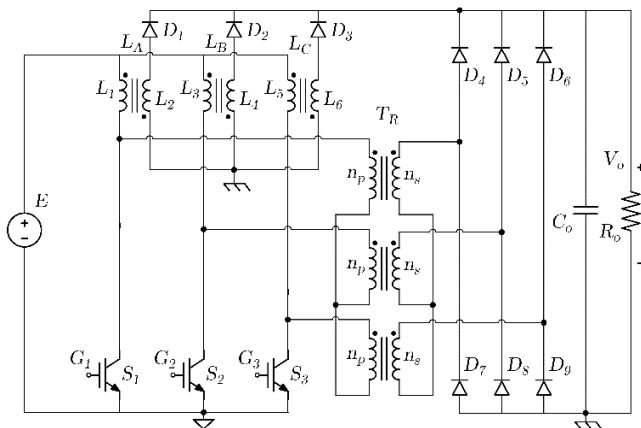 D1 D2 D3
LA LB LC
L1 L2 L3 L4 L5 L6
D4 D5 D6
TR
np ns
Vo
+
E
Co Ro
np ns
−
G1 S1 G2 S2 G3 S3
np ns
D7 D8 D9